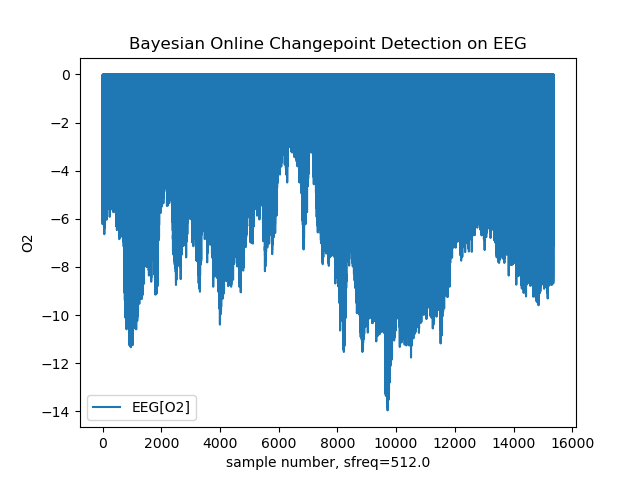 Bayesian Online Changepoint Detection on EEG
0
−2
−4
−6
−8
−10
−12
−14
O2
EEG[O2]
0 2000 4000 6000 8000 10000 12000 14000 16000
sample number, sfreq=512.0